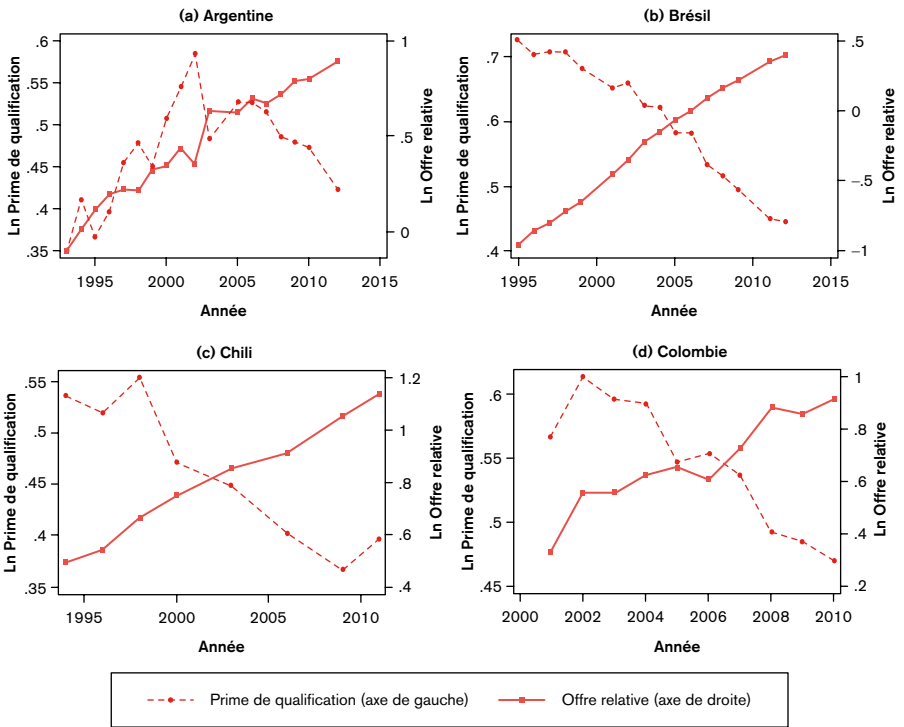 (a) Argentine
Ln Prime de qualification
.6
.55
.5
.45
.4
.35
1
.5
0
Ln Offre relative
1995 2000 2005 2010 2015
Année
(b) Brésil
Ln Prime de qualification
.7
.6
.5
.4
.5
0
−.5
−1
Ln Offre relative
1995 2000 2005 2010 2015
Année
(c) Chili
Ln Prime de qualification
.55
.5
.45
.4
.35
1.2
1
.8
.6
.4
Ln Offre relative
1995 2000 2005 2010
Année
(d) Colombie
Ln Prime de qualification
.6
.55
.5
.45
1
.8
.6
.4
.2
Ln Offre relative
2000 2002 2004 2006 2008 2010
Année
Prime de qualification (axe de gauche) Offre relative (axe de droite)